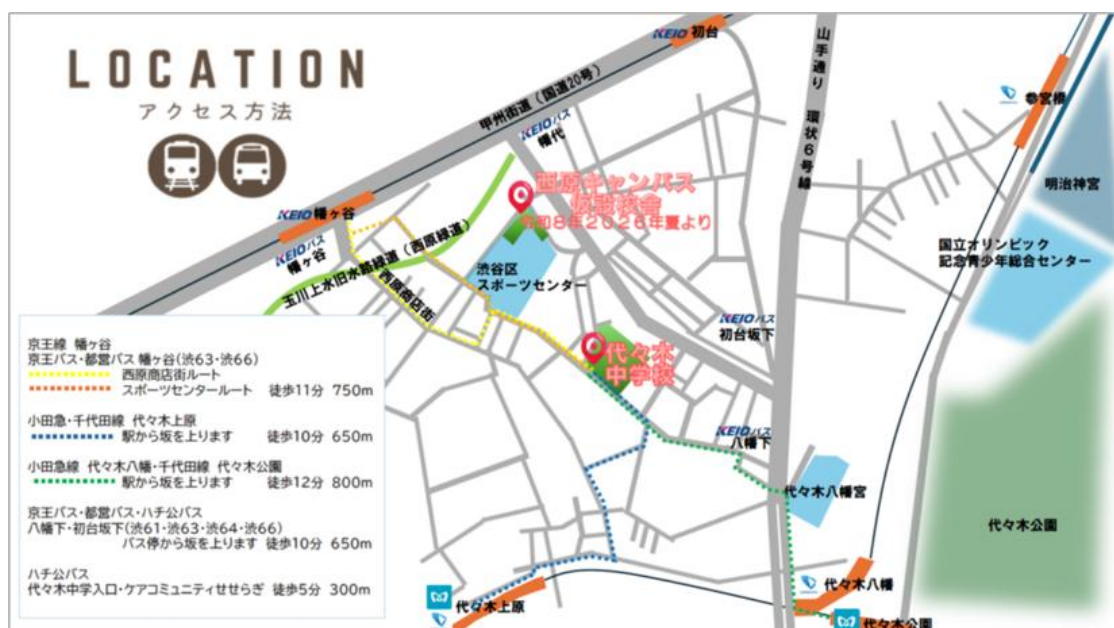 LOCATION
アクセス方法
KEIO 初台
甲州街道(国道20号)
山手通り 環状6号線
参宮橋
KEIOバス
幡代
明治神宮
西原キャンパス
仮設校舎
令和8年2026年夏より
KEIO 幡ヶ谷
KEIOバス
幡ヶ谷
玉川上水旧水路緑道(西原緑道)
渋谷区
スポーツセンター
国立オリンピック
記念青少年総合センター
西原商店街
KEIOバス
初台坂下
代々木
中学校
KEIOバス
八幡下
代々木八幡宮
代々木公園
京王線 幡ヶ谷
京王バス・都営バス 幡ヶ谷(渋63・渋66)
西原商店街ルート
スポーツセンタールート 徒歩11分 750m
小田急・千代田線 代々木上原
駅から坂を上ります 徒歩10分 650m
小田急線 代々木八幡・千代田線 代々木公園
駅から坂を上ります 徒歩12分 800m
京王バス・都営バス・ハチ公バス
八幡下・初台坂下(渋61・渋63・渋64・渋66)
バス停から坂を上ります 徒歩10分 650m
ハチ公バス
代々木中学入口・ケアコミュニティせせらぎ 徒歩5分 300m
代々木上原
代々木八幡
代々木公園